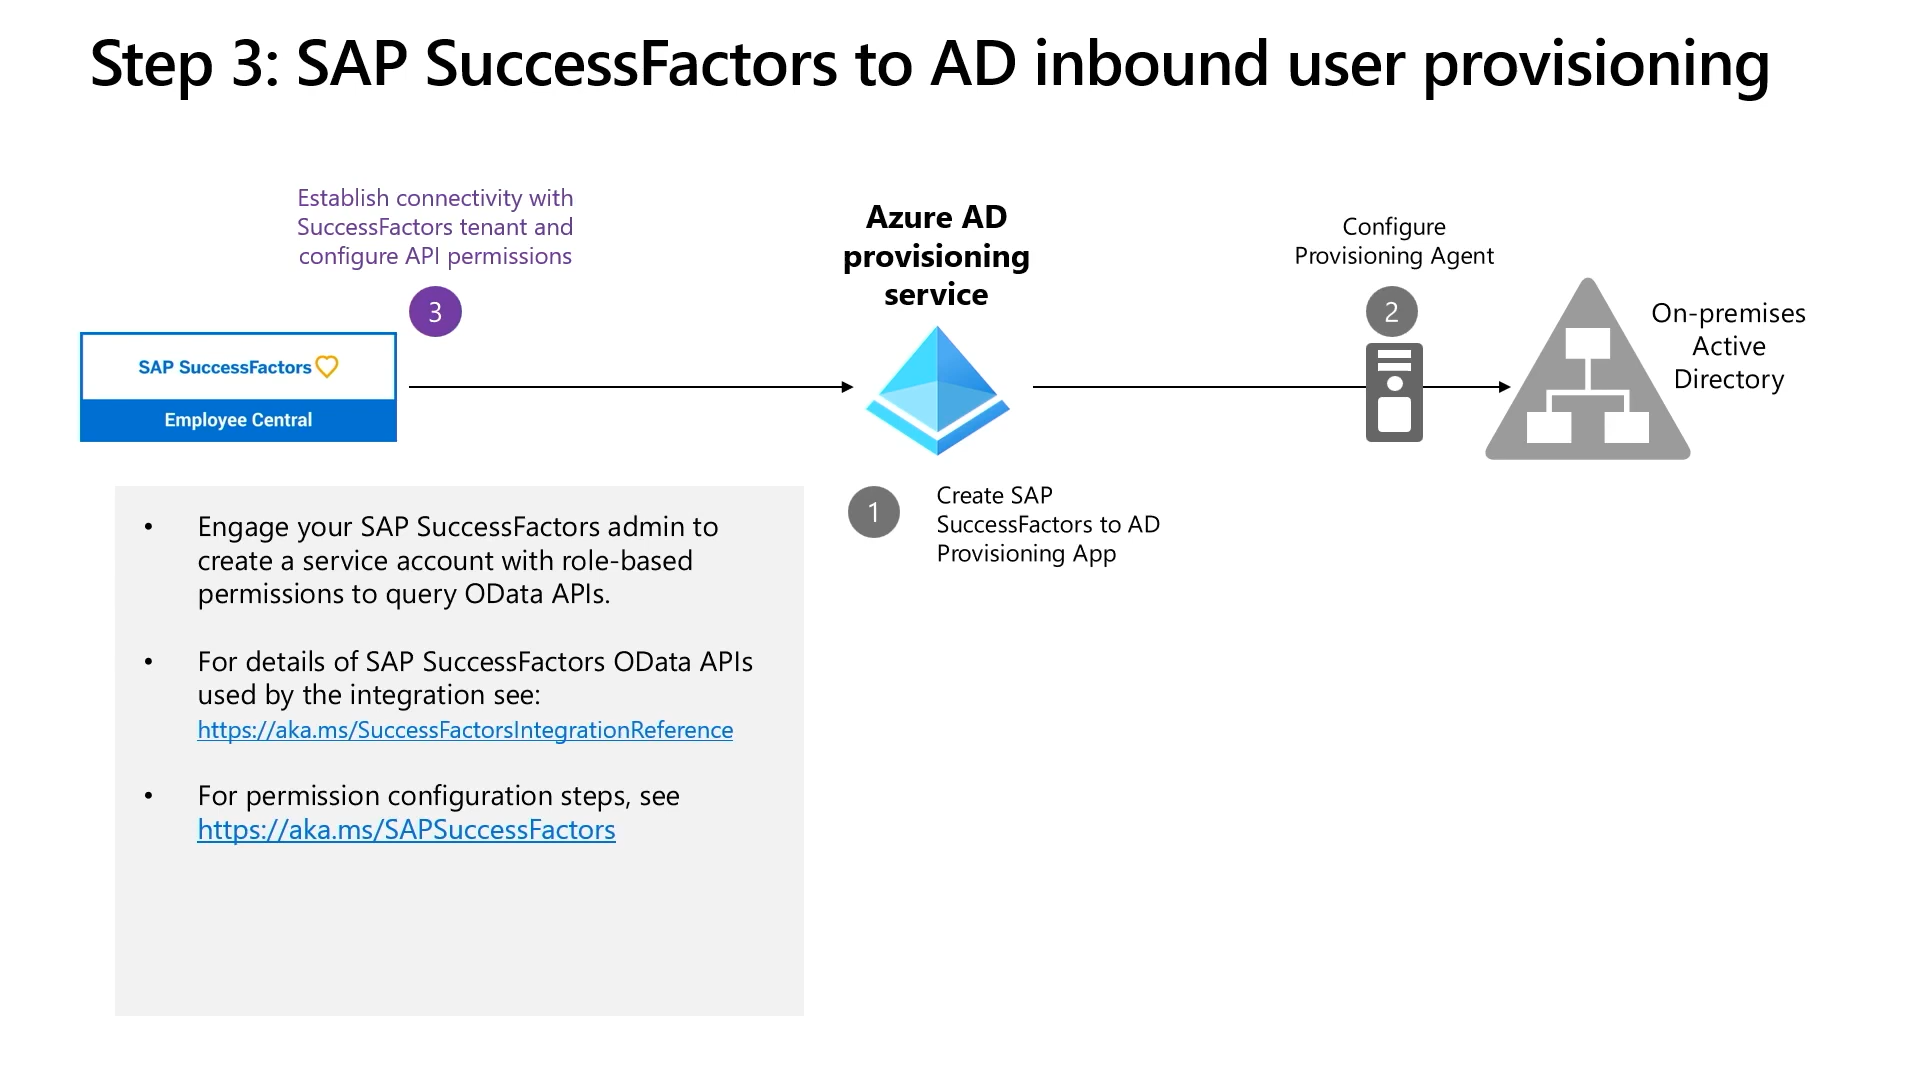 Step 3: SAP SuccessFactors to AD inbound user provisioning
Establish connectivity with
SuccessFactors tenant and
configure API permissions
3
SAP SuccessFactors
Employee Central
Azure AD
provisioning
service
Configure
Provisioning Agent
2
On-premises
Active
Directory
1
Create SAP
SuccessFactors to AD
Provisioning App
• Engage your SAP SuccessFactors admin to
create a service account with role-based
permissions to query OData APIs.
• For details of SAP SuccessFactors OData APIs
used by the integration see:
https://aka.ms/SuccessFactorsIntegrationReference
• For permission configuration steps, see
https://aka.ms/SAPSuccessFactors